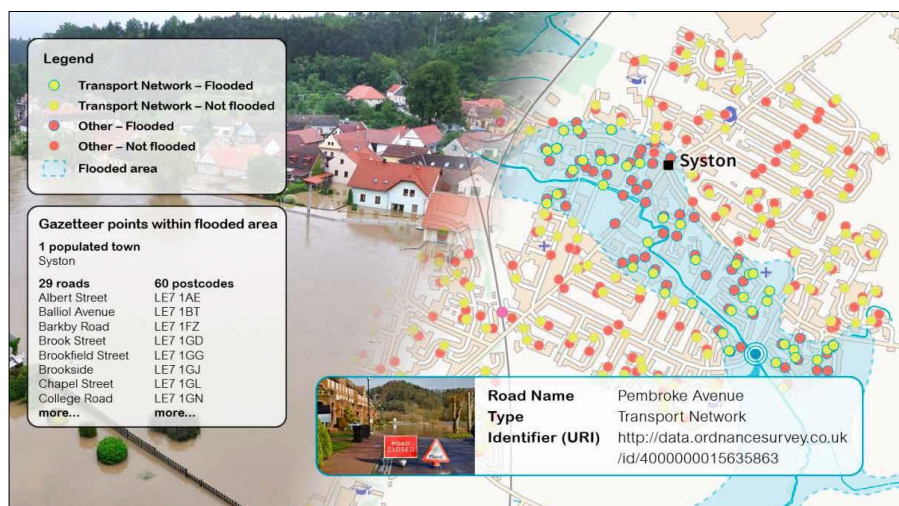 Legend
Transport Network – Flooded
Transport Network – Not flooded
Other – Flooded
Other – Not flooded
Flooded area
Gazetteer points within flooded area
1 populated town
Syston
29 roads 60 postcodes
Albert Street LE7 1AE
Balliol Avenue LE7 1BT
Barkby Road LE7 1FZ
Brook Street LE7 1GD
Brookfield Street LE7 1GG
Brookside LE7 1GJ
Chapel Street LE7 1GL
College Road LE7 1GN
more... more...
Syston
ROAD
CLOSED
Flood
Road Name Pembroke Avenue
Type Transport Network
Identifier (URI) http://data.ordnancesurvey.co.uk
/id/4000000015635863